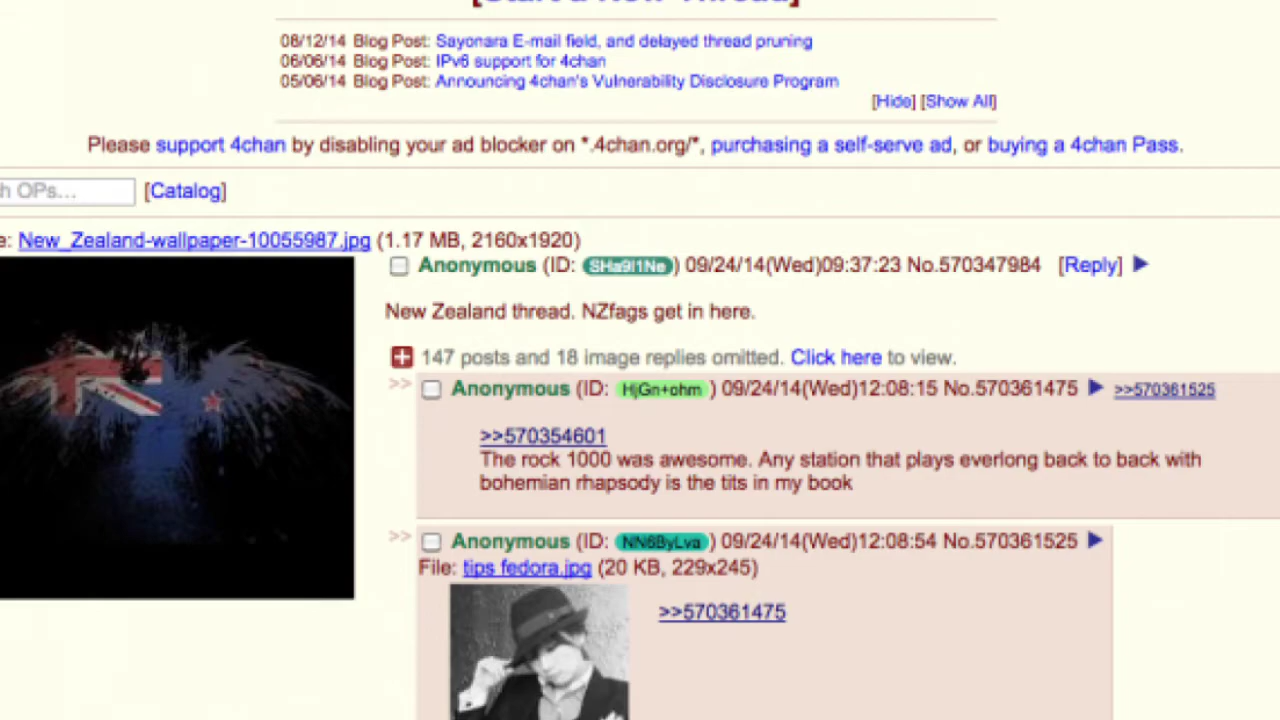 [Start a New Thread]
08/12/14 Blog Post: Sayonara E-mail field, and delayed thread pruning
06/06/14 Blog Post: IPv6 support for 4chan
05/06/14 Blog Post: Announcing 4chan's Vulnerability Disclosure Program
[Hide] [Show All]
Please support 4chan by disabling your ad blocker on *.4chan.org/*, purchasing a self-serve ad, or buying a 4chan Pass.
h OPs... [Catalog]
e: New_Zealand-wallpaper-10055987.jpg (1.17 MB, 2160x1920)
Anonymous (ID: SHa9I1Ne) 09/24/14(Wed)09:37:23 No.570347984 [Reply] ▶
New Zealand thread. NZfags get in here.
147 posts and 18 image replies omitted. Click here to view.
>> Anonymous (ID: HjGn+ohm) 09/24/14(Wed)12:08:15 No.570361475 ▶ >>570361525
>>570354601
The rock 1000 was awesome. Any station that plays everlong back to back with
bohemian rhapsody is the tits in my book
>> Anonymous (ID: NN6ByLva) 09/24/14(Wed)12:08:54 No.570361525 ▶
File: tips fedora.jpg (20 KB, 229x245)
>>570361475